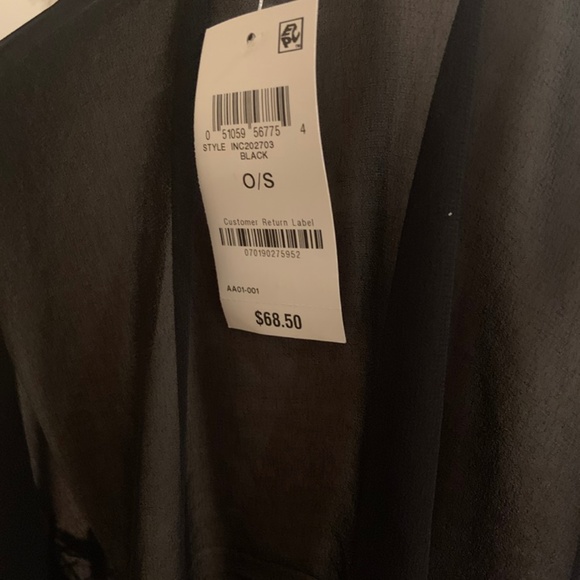 0 51059 56775 4
STYLE INC202703
BLACK
O/S
Customer Return Label
070190275952
AA01-001
$68.50